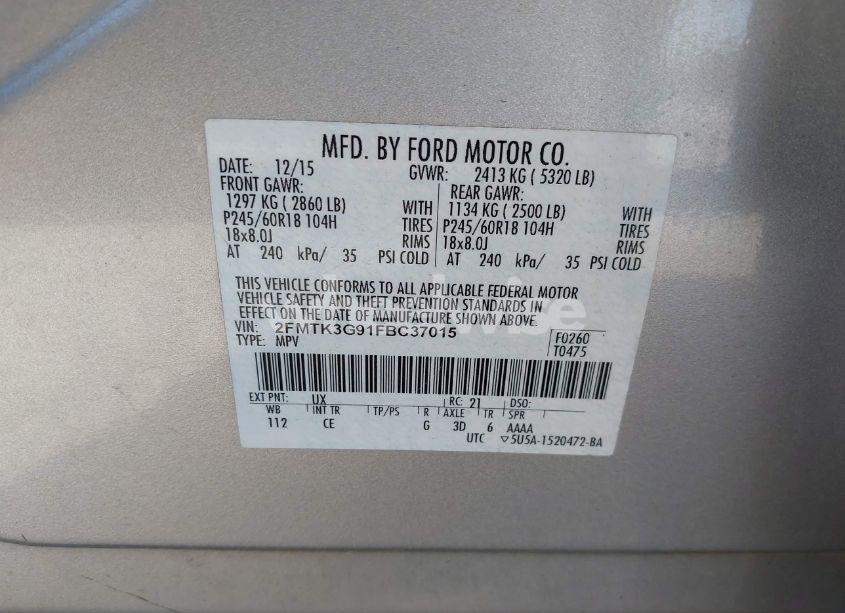 MFD. BY FORD MOTOR CO.
DATE: 12/15 GVWR: 2413 KG ( 5320 LB)
FRONT GAWR: REAR GAWR:
1297 KG ( 2860 LB) WITH 1134 KG ( 2500 LB) WITH
P245/60R18 104H TIRES P245/60R18 104H TIRES
18x8.0J RIMS 18x8.0J RIMS
AT 240 kPa/ 35 PSI COLD AT 240 kPa/ 35 PSI COLD
THIS VEHICLE CONFORMS TO ALL APPLICABLE FEDERAL MOTOR
VEHICLE SAFETY AND THEFT PREVENTION STANDARDS IN
EFFECT ON THE DATE OF MANUFACTURE SHOWN ABOVE.
VIN: 2FMTK3G91FBC37015
TYPE: MPV
F0260
T0475
EXT PNT: UX RC: 21 DSO:
WB INT TR TP/PS R AXLE TR SPR
112 CE G 3D 6 AAAA
UTC ▽5U5A-1520472-BA